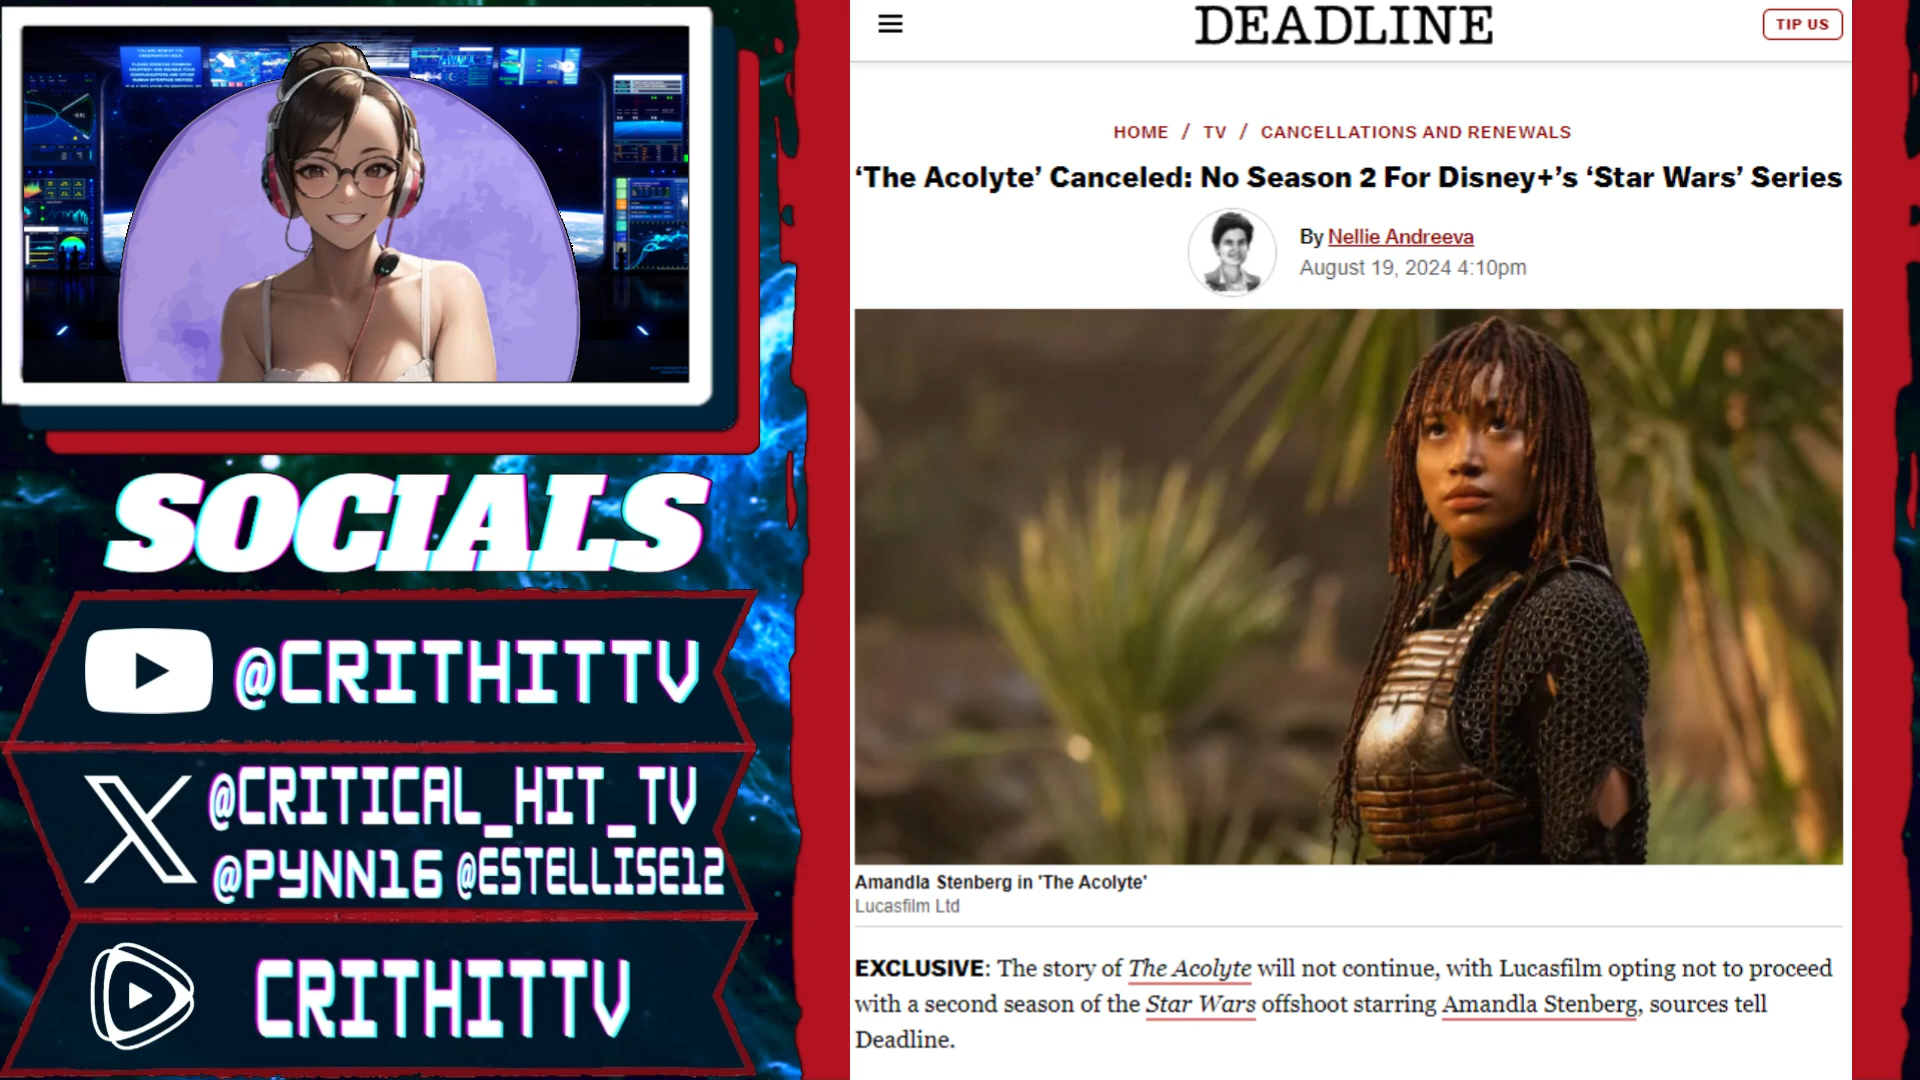 SOCIALS
@CRITHITTV
@CRITICAL_HIT_TV
@PYNN16 @ESTELLISE12
CRITHITTV
DEADLINE
TIP US
HOME / TV / CANCELLATIONS AND RENEWALS
‘The Acolyte’ Canceled: No Season 2 For Disney+’s ‘Star Wars’ Series
By Nellie Andreeva
August 19, 2024 4:10pm
Amandla Stenberg in 'The Acolyte'
Lucasfilm Ltd
EXCLUSIVE: The story of The Acolyte will not continue, with Lucasfilm opting not to proceed
with a second season of the Star Wars offshoot starring Amandla Stenberg, sources tell
Deadline.